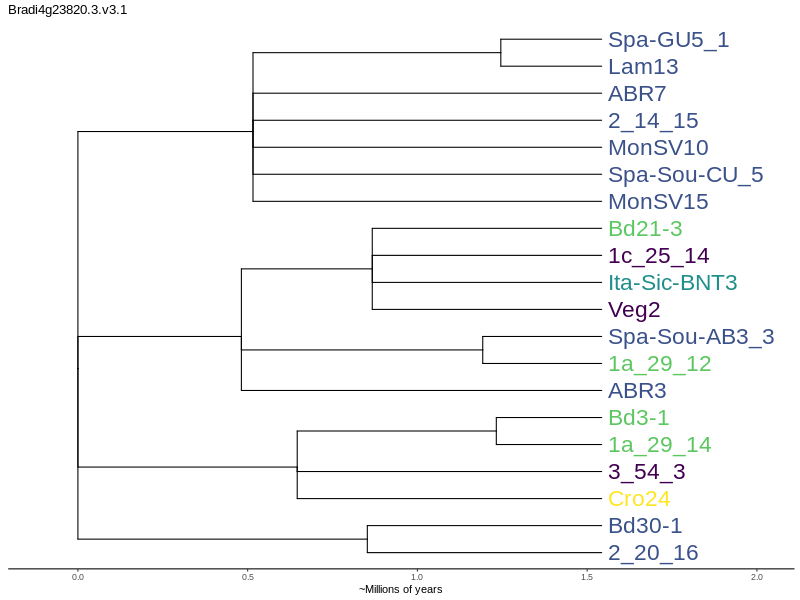 Bradi4g23820.3.v3.1
Spa-GU5_1
Lam13
ABR7
2_14_15
MonSV10
Spa-Sou-CU_5
MonSV15
Bd21-3
1c_25_14
Ita-Sic-BNT3
Veg2
Spa-Sou-AB3_3
1a_29_12
ABR3
Bd3-1
1a_29_14
3_54_3
Cro24
Bd30-1
2_20_16
0.0 0.5 1.0 1.5 2.0
~Millions of years